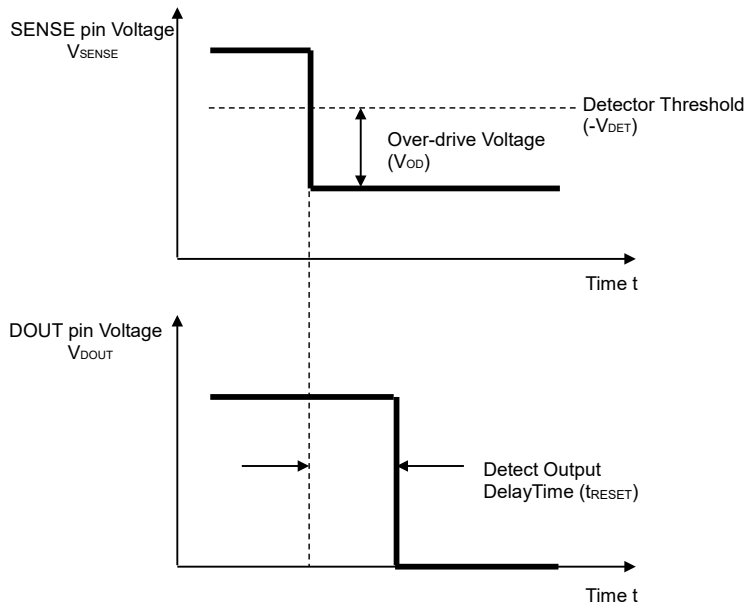 SENSE pin Voltage
VSENSE
Detector Threshold
(-VDET)
Over-drive Voltage
(VOD)
Time t
DOUT pin Voltage
VDOUT
Detect Output
DelayTime (tRESET)
Time t